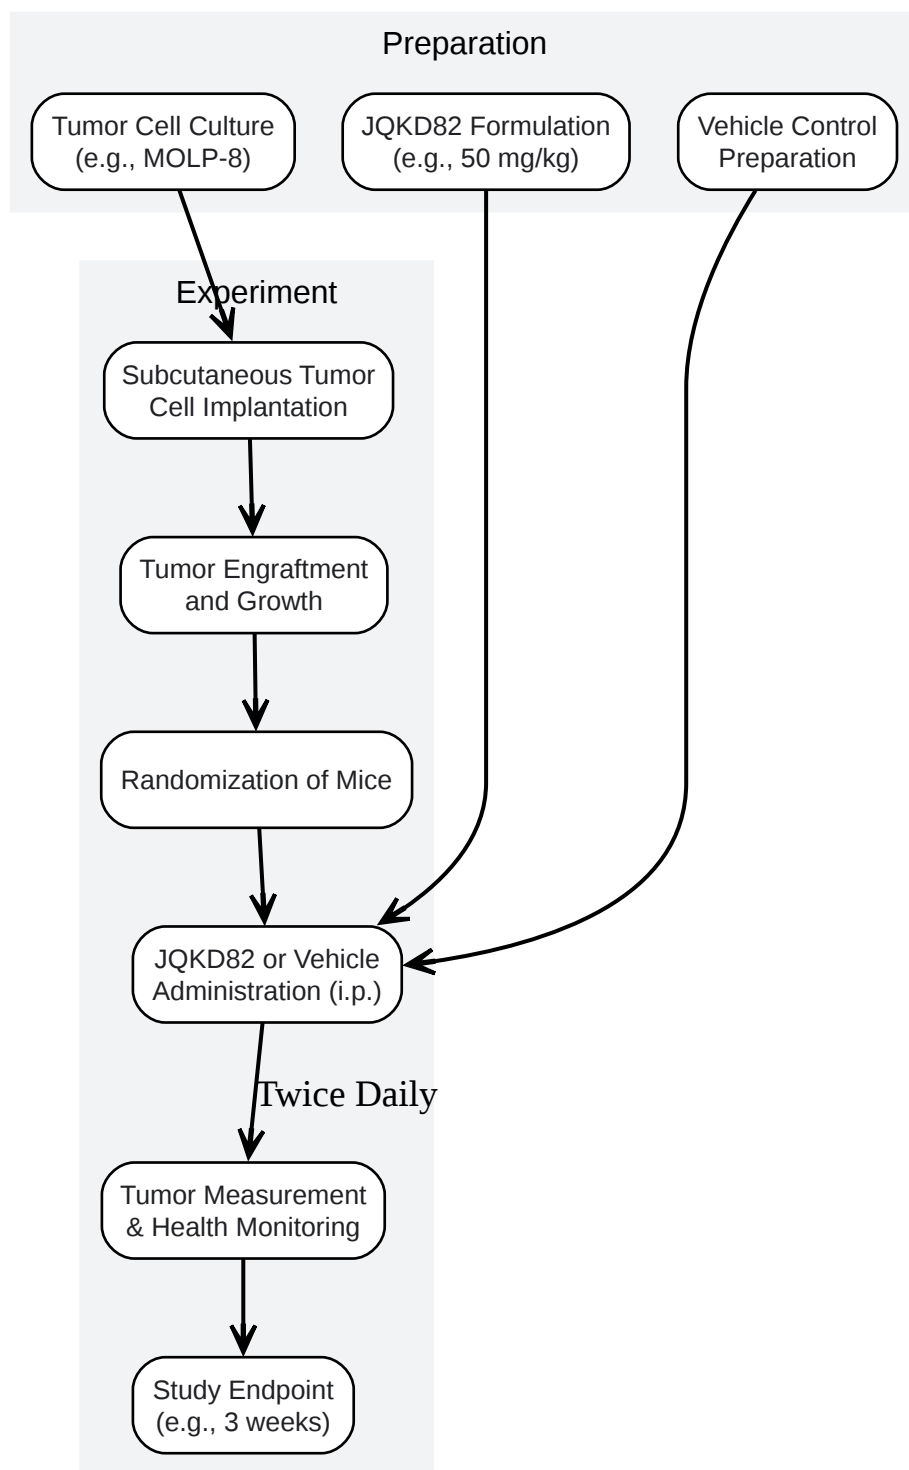 Preparation
Tumor Cell Culture
(e.g., MOLP-8)
JQKD82 Formulation
(e.g., 50 mg/kg)
Vehicle Control
Preparation
Experiment
Subcutaneous Tumor
Cell Implantation
Tumor Engraftment
and Growth
Randomization of Mice
JQKD82 or Vehicle
Administration (i.p.)
Twice Daily
Tumor Measurement
& Health Monitoring
Study Endpoint
(e.g., 3 weeks)